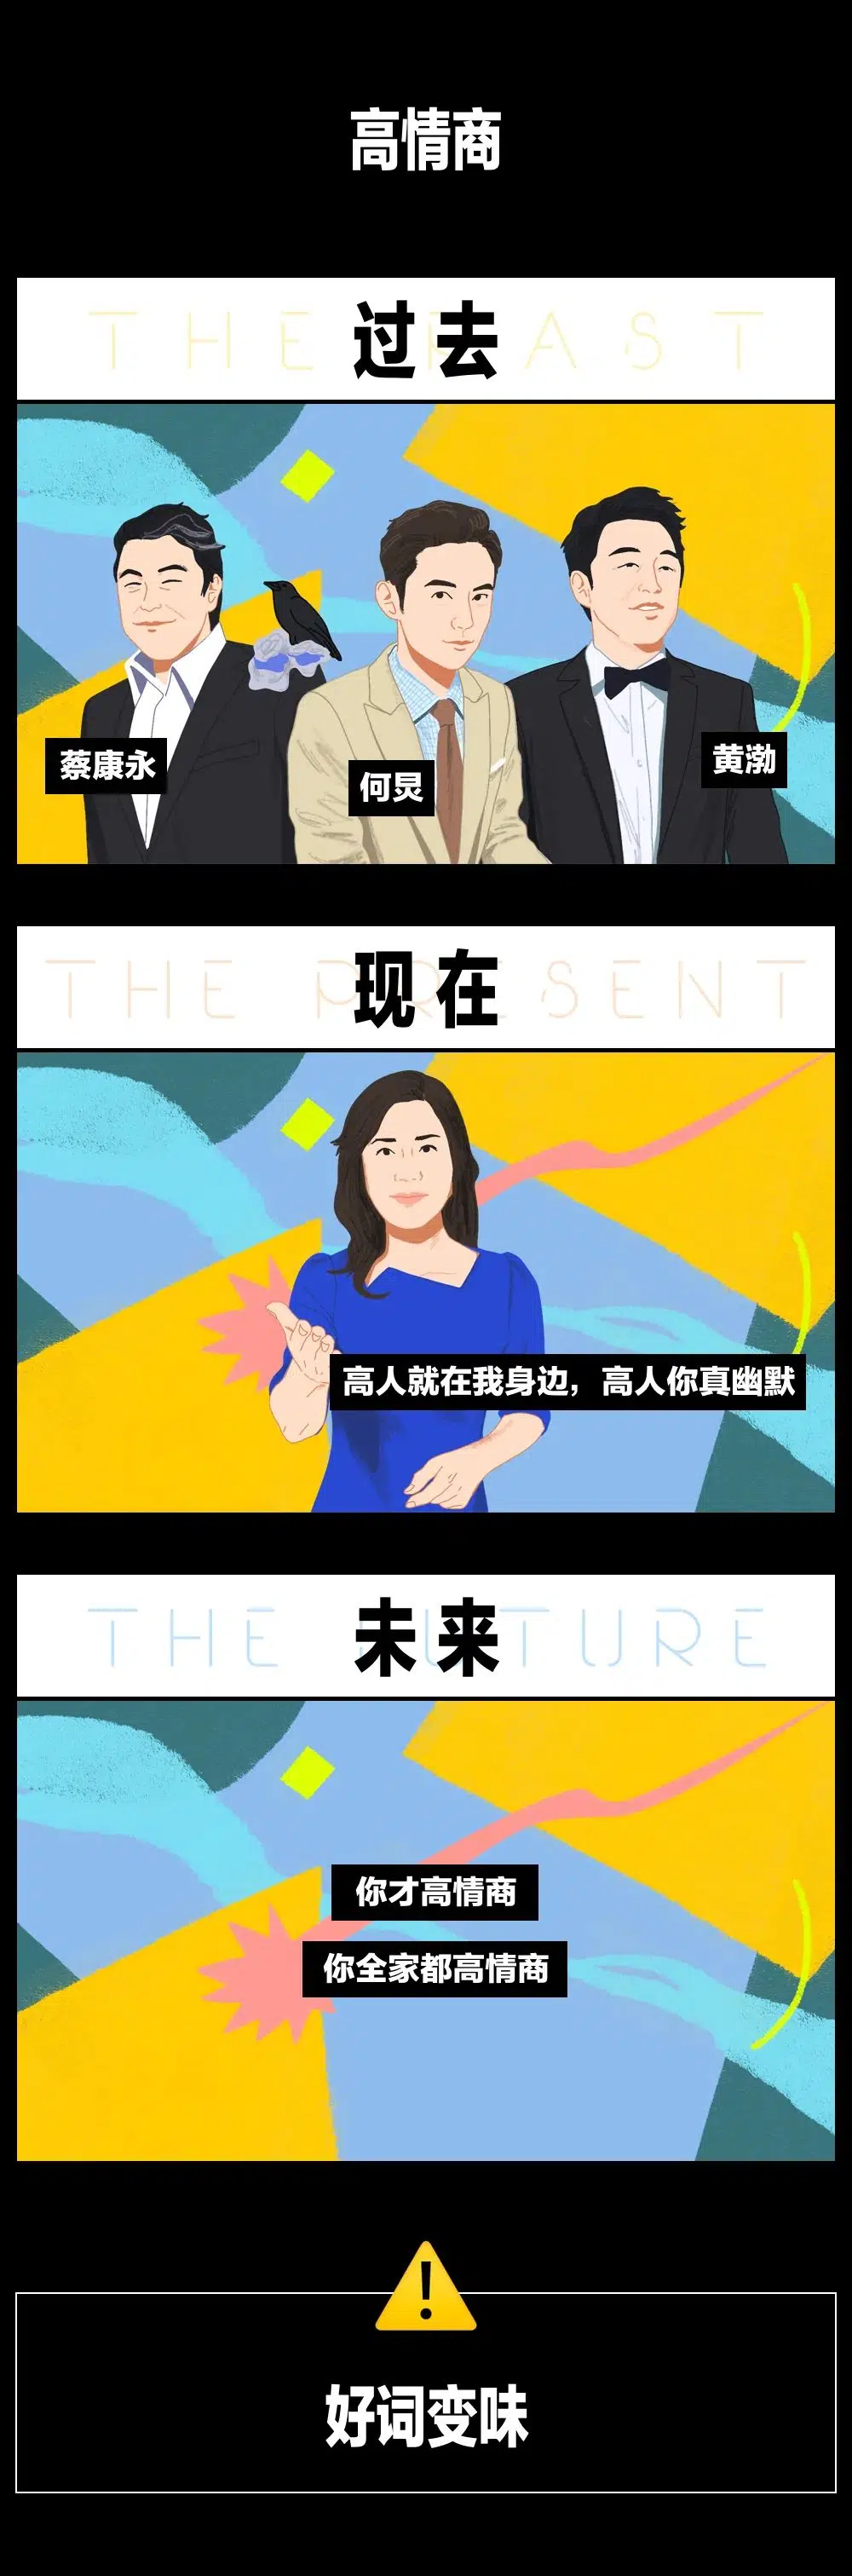 高情商
THE PAST
过去
蔡康永
何炅
黄渤
THE PRESENT
现在
高人就在我身边，高人你真幽默
THE FUTURE
未来
你才高情商
你全家都高情商
好词变味